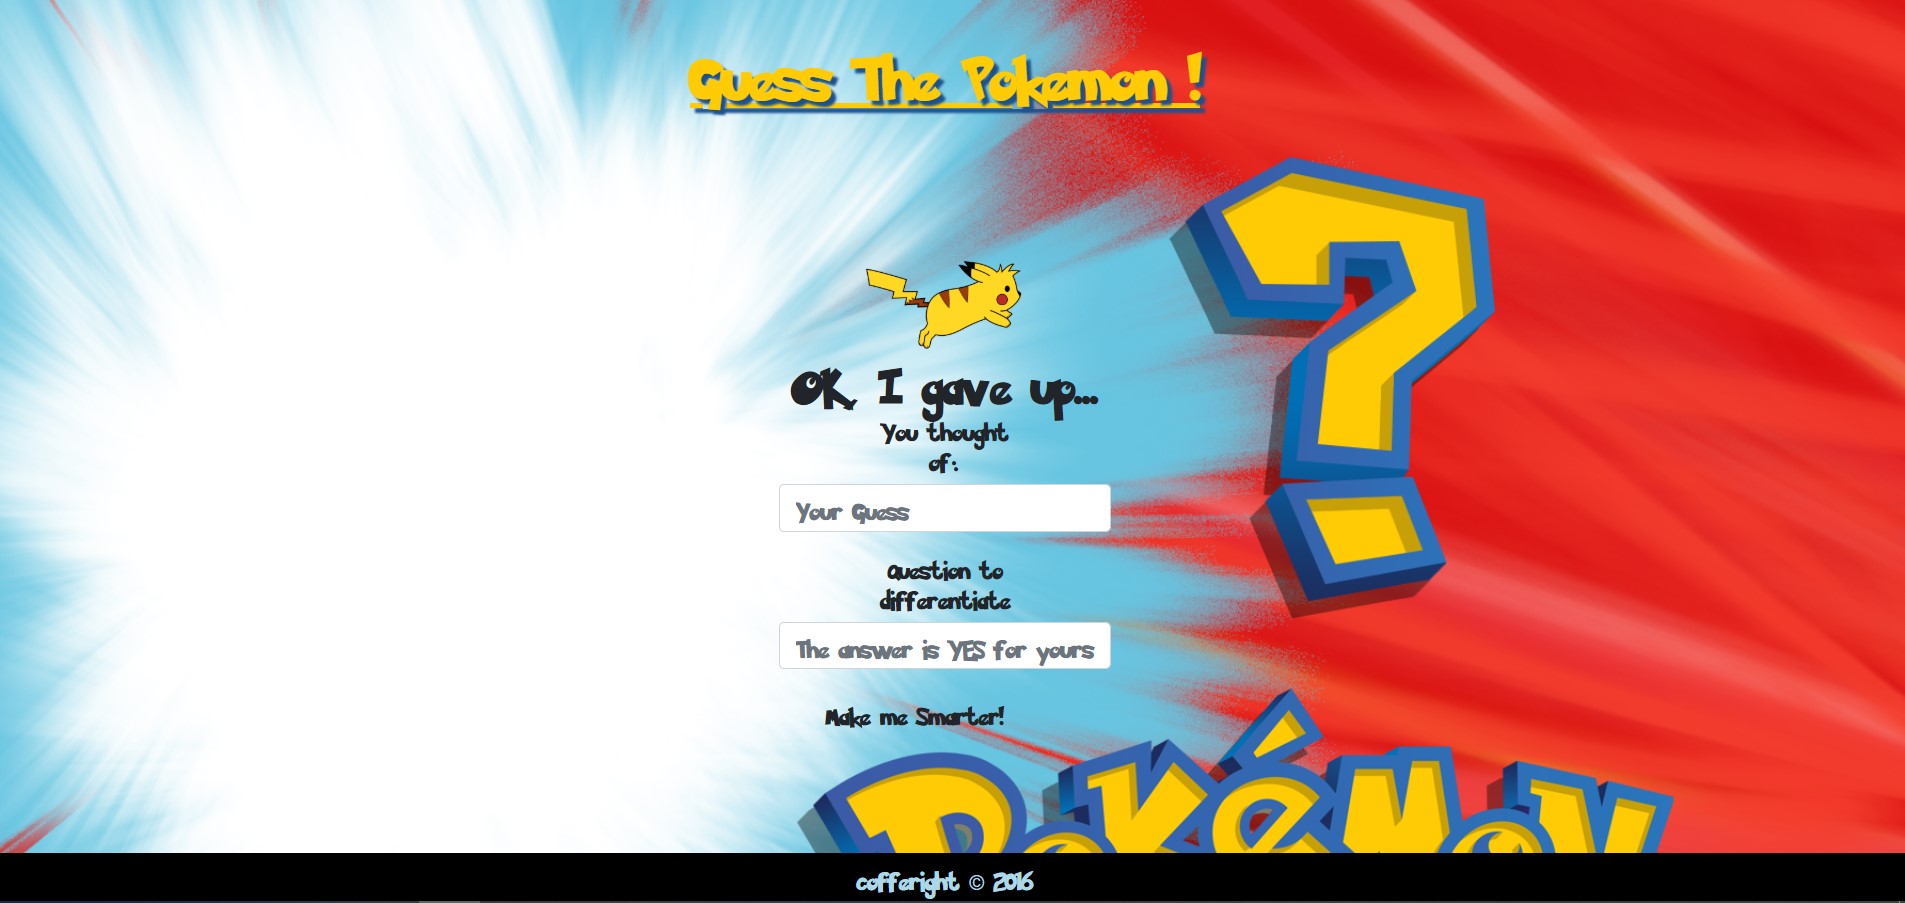 Guess The Pokemon !
?
OK, I gave up...
You thought
of:
Your Guess
Question to
differentiate
The answer is YES for yours
Make me Smarter!
Pokémon
cofferight © 2016